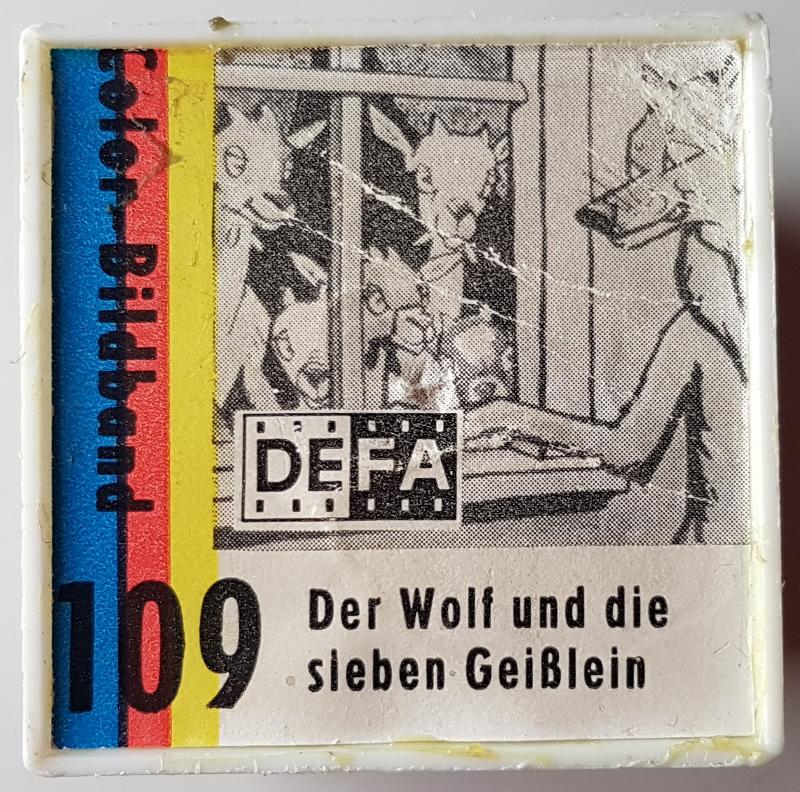 Color-Bildband
DEFA
109
Der Wolf und die
sieben Geißlein